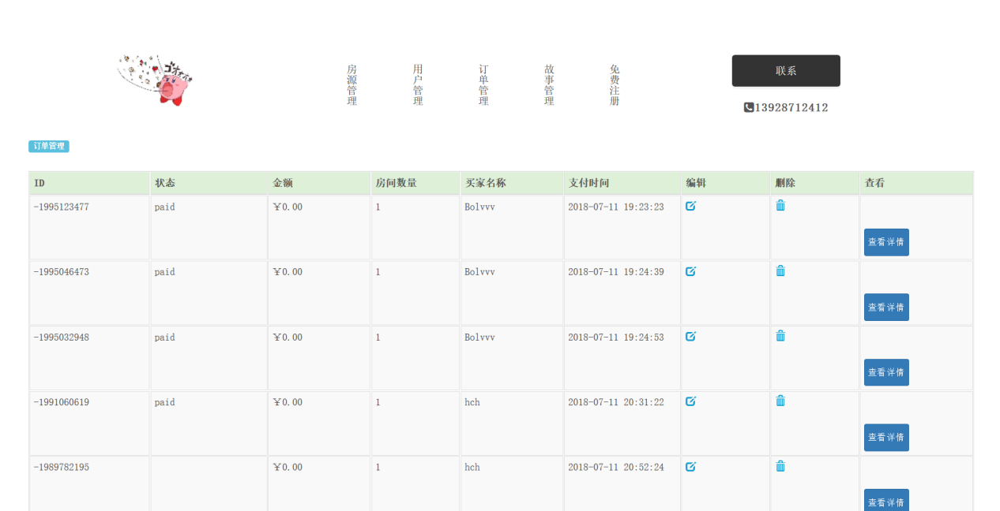 ゴオォォォ
房源管理 用户管理 订单管理 故事管理 免费注册 联系
13928712412
订单管理
ID 状态 金额 房间数量 买家名称 支付时间 编辑 删除 查看
-1995123477 paid ¥0.00 1 Bolvvv 2018-07-11 19:23:23
查看详情
-1995046473 paid ¥0.00 1 Bolvvv 2018-07-11 19:24:39
查看详情
-1995032948 paid ¥0.00 1 Bolvvv 2018-07-11 19:24:53
查看详情
-1991060619 paid ¥0.00 1 hch 2018-07-11 20:31:22
查看详情
-1989782195 ¥0.00 1 hch 2018-07-11 20:52:24
查看详情